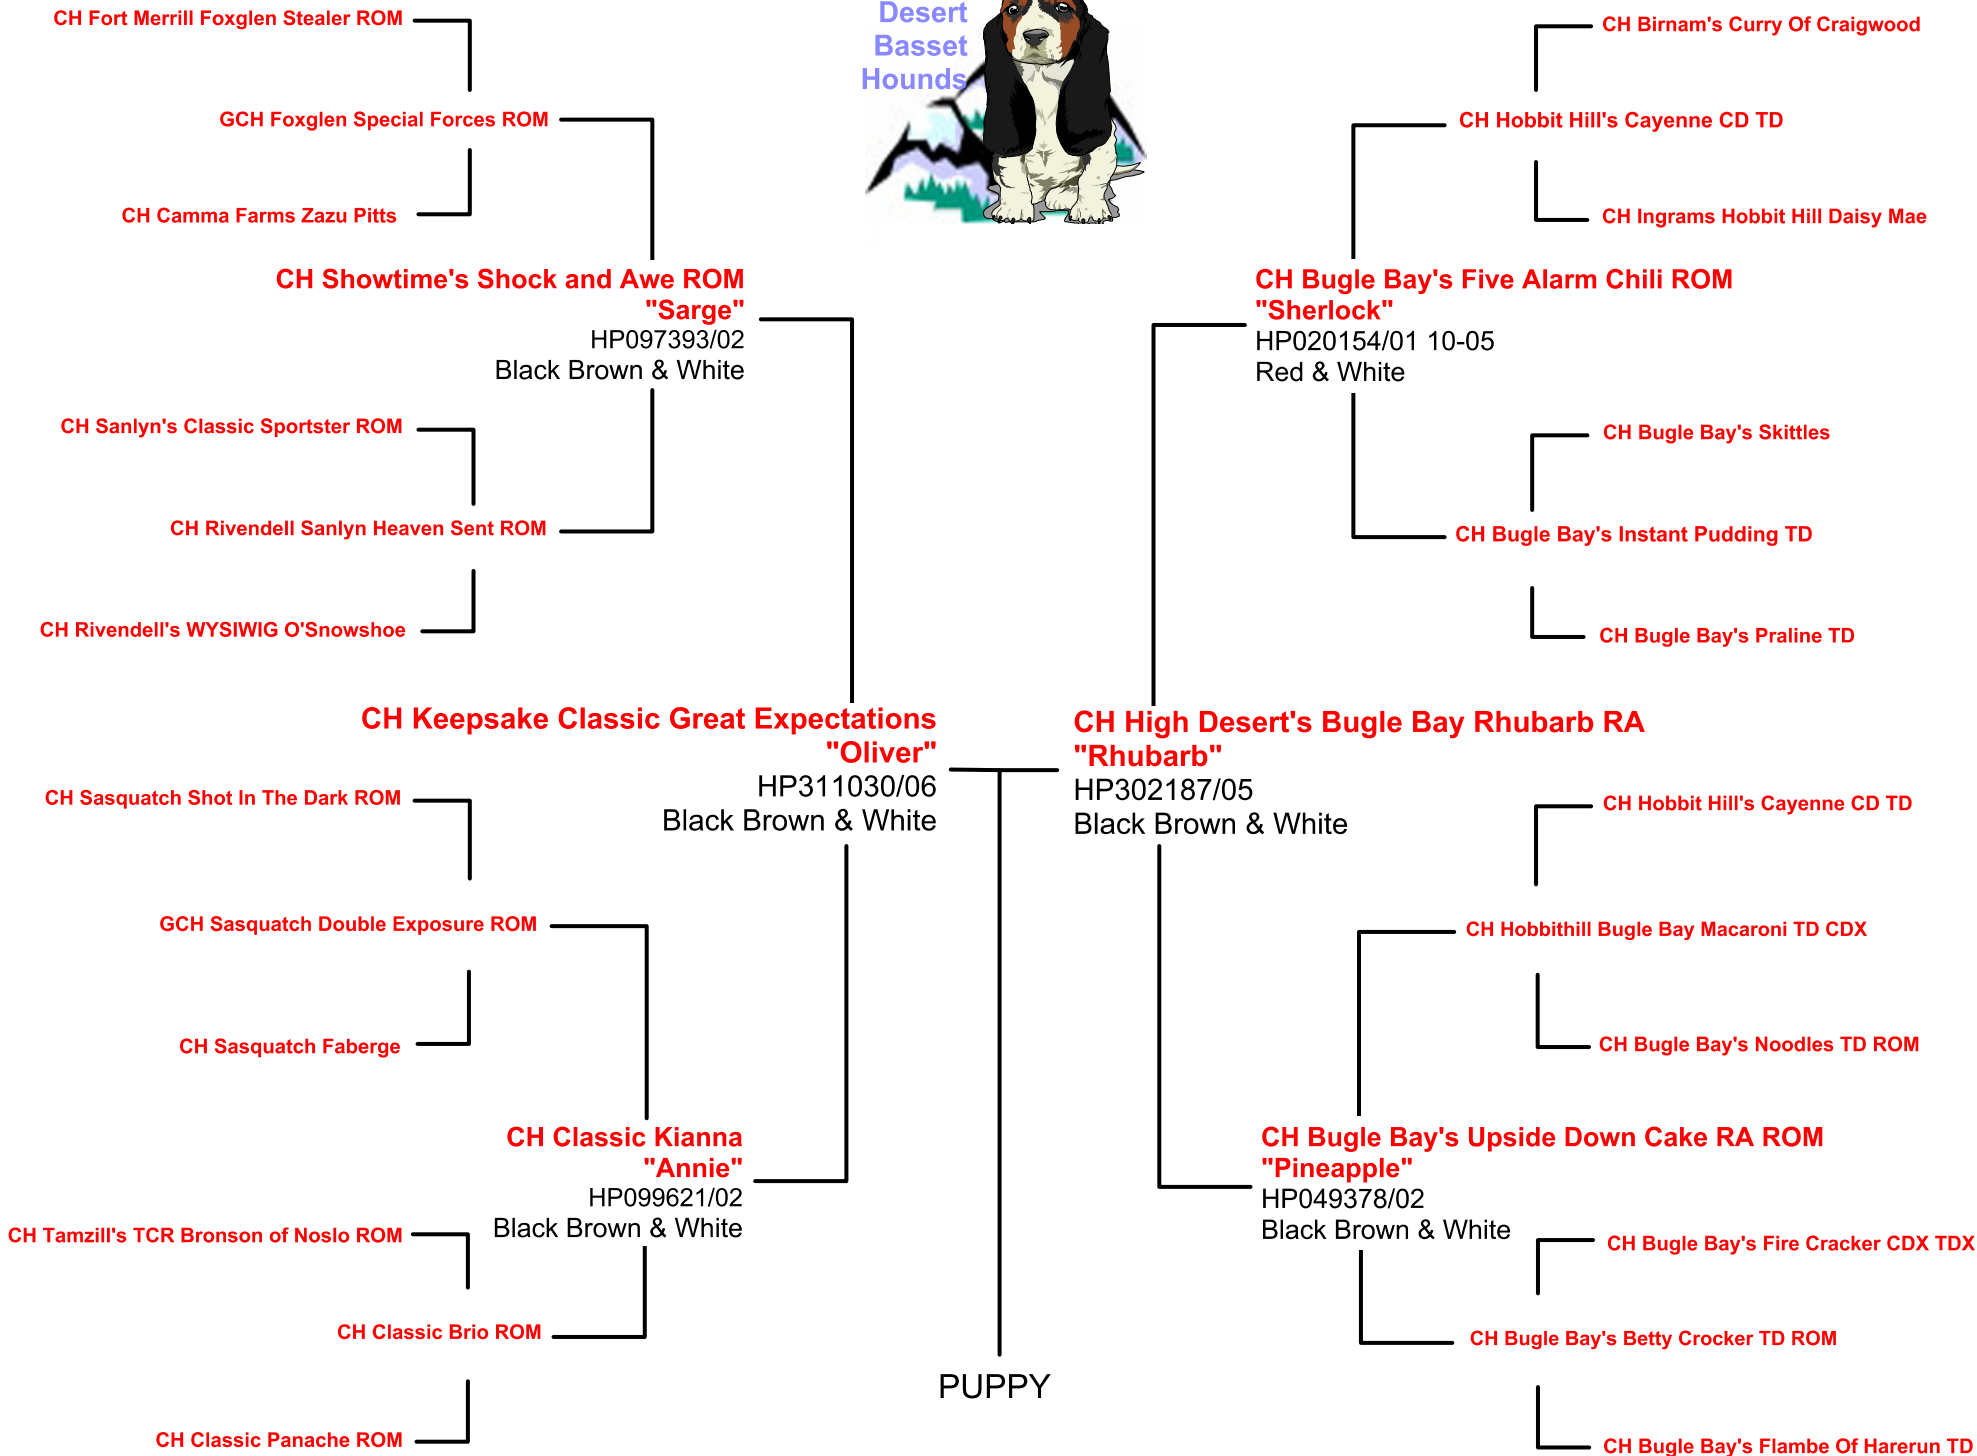 Desert
Basset
Hounds
CH Fort Merrill Foxglen Stealer ROM
GCH Foxglen Special Forces ROM
CH Camma Farms Zazu Pitts
CH Showtime's Shock and Awe ROM
"Sarge"
HP097393/02
Black Brown & White
CH Sanlyn's Classic Sportster ROM
CH Rivendell Sanlyn Heaven Sent ROM
CH Rivendell's WYSIWIG O'Snowshoe
CH Keepsake Classic Great Expectations
"Oliver"
HP311030/06
Black Brown & White
CH Sasquatch Shot In The Dark ROM
GCH Sasquatch Double Exposure ROM
CH Sasquatch Faberge
CH Classic Kianna
"Annie"
HP099621/02
Black Brown & White
CH Tamzill's TCR Bronson of Noslo ROM
CH Classic Brio ROM
CH Classic Panache ROM
CH Birnam's Curry Of Craigwood
CH Hobbit Hill's Cayenne CD TD
CH Ingrams Hobbit Hill Daisy Mae
CH Bugle Bay's Five Alarm Chili ROM
"Sherlock"
HP020154/01 10-05
Red & White
CH Bugle Bay's Skittles
CH Bugle Bay's Instant Pudding TD
CH Bugle Bay's Praline TD
CH High Desert's Bugle Bay Rhubarb RA
"Rhubarb"
HP302187/05
Black Brown & White
CH Hobbit Hill's Cayenne CD TD
CH Hobbithill Bugle Bay Macaroni TD CDX
CH Bugle Bay's Noodles TD ROM
CH Bugle Bay's Upside Down Cake RA ROM
"Pineapple"
HP049378/02
Black Brown & White
CH Bugle Bay's Fire Cracker CDX TDX
CH Bugle Bay's Betty Crocker TD ROM
CH Bugle Bay's Flambe Of Harerun TD
PUPPY